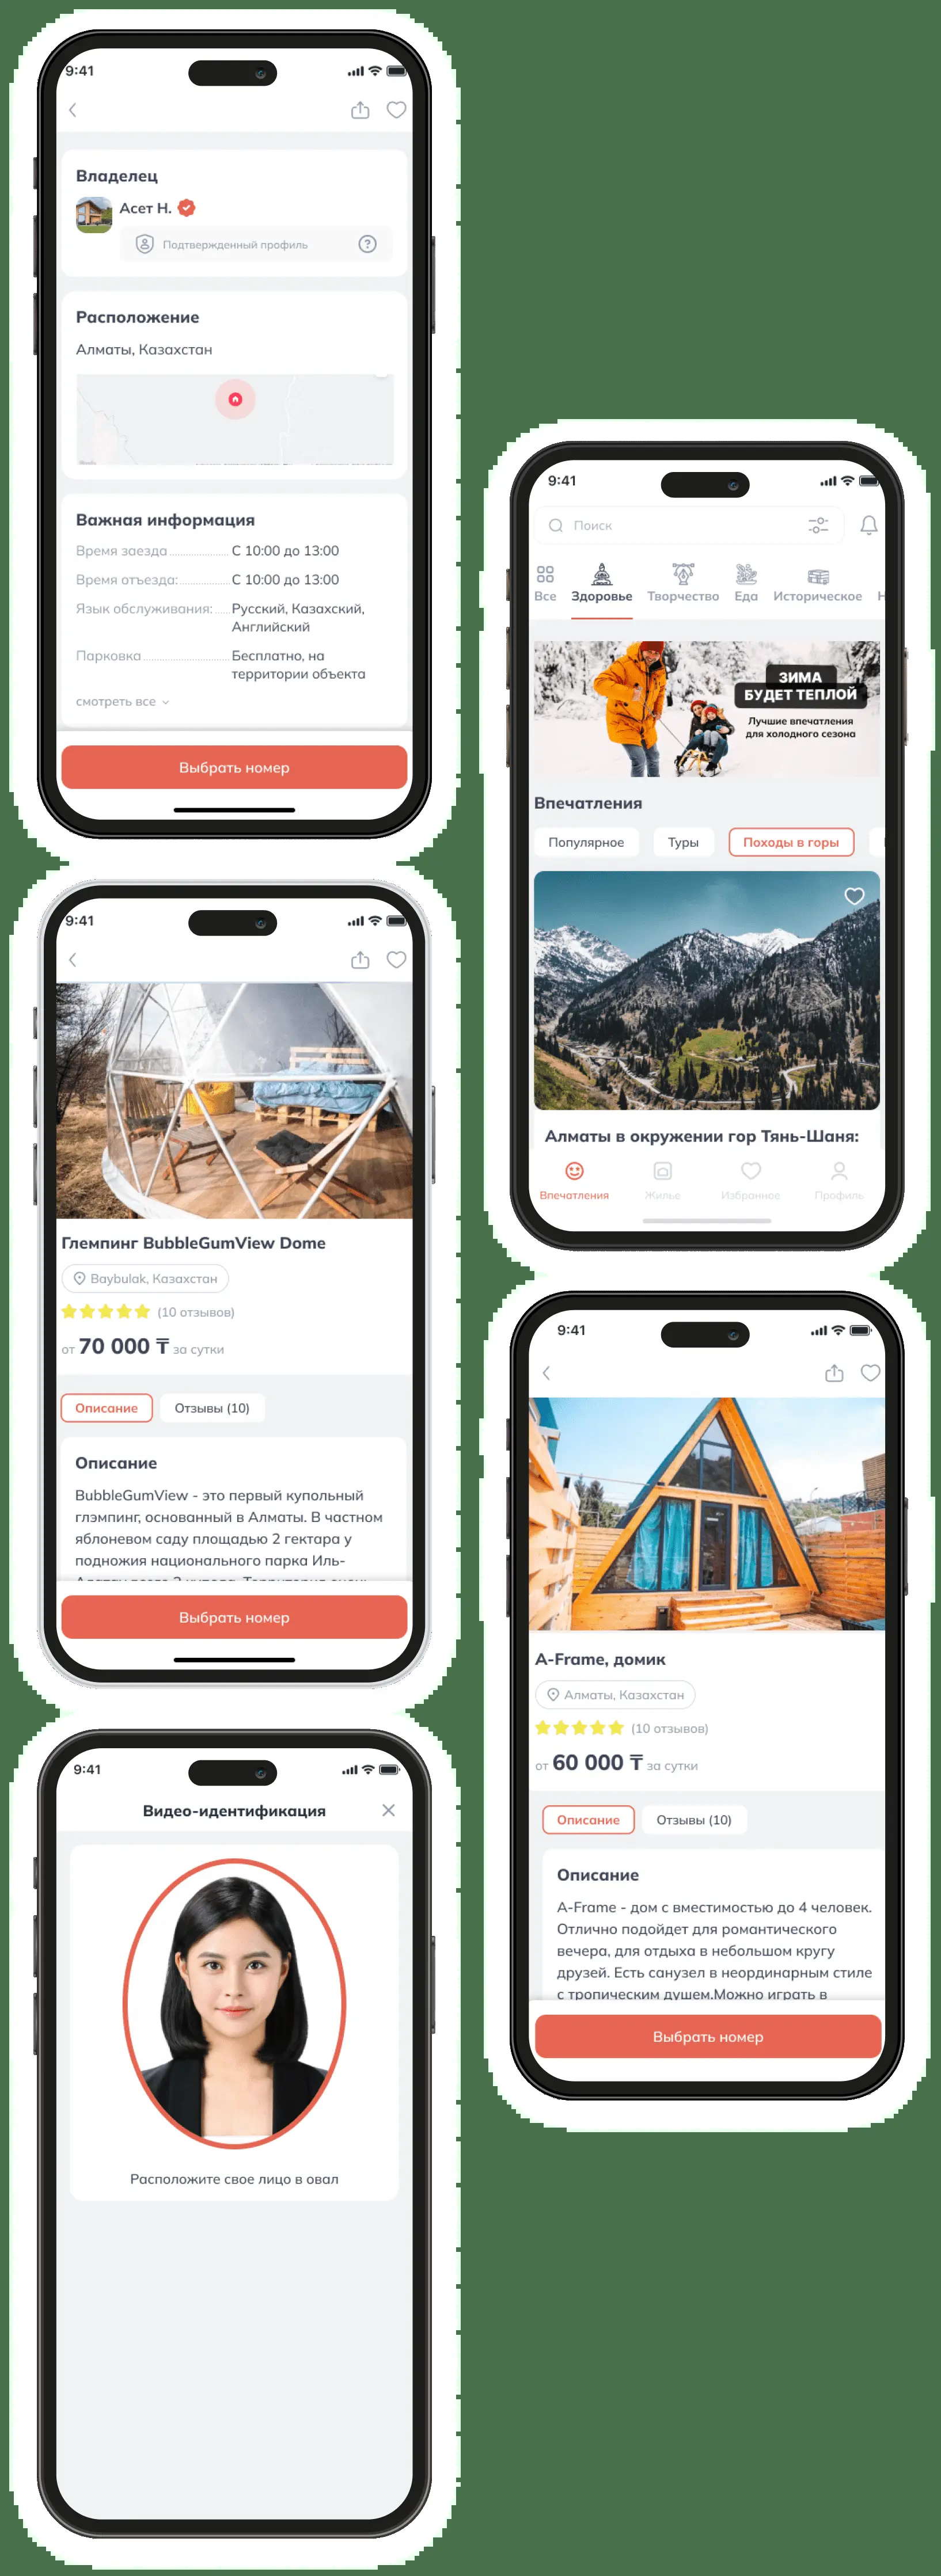 9:41
Владелец
Асет Н.
Подтвержденный профиль
Расположение
Алматы, Казахстан
Важная информация
Время заезда С 10:00 до 13:00
Время отъезда: С 10:00 до 13:00
Язык обслуживания: Русский, Казахский,
Английский
Парковка Бесплатно, на
территории объекта
смотреть все
Выбрать номер
9:41
Глемпинг BubbleGumView Dome
Baybulak, Казахстан
(10 отзывов)
от 70 000 ₸ за сутки
Описание Отзывы (10)
Описание
BubbleGumView - это первый купольный
глэмпинг, основанный в Алматы. В частном
яблоневом саду площадью 2 гектара у
подножия национального парка Иль-
Выбрать номер
9:41
Видео-идентификация
Расположите свое лицо в овал
9:41
Поиск
Все Здоровье Творчество Еда Историческое Н
ЗИМА
БУДЕТ ТЕПЛОЙ
Лучшие впечатления
для холодного сезона
Впечатления
Популярное Туры Походы в горы
Алматы в окружении гор Тянь-Шаня:
Впечатления Жилье Избранное Профиль
9:41
A-Frame, домик
Алматы, Казахстан
(10 отзывов)
от 60 000 ₸ за сутки
Описание Отзывы (10)
Описание
A-Frame - дом с вместимостью до 4 человек.
Отлично подойдет для романтического
вечера, для отдыха в небольшом кругу
друзей. Есть санузел в неординарным стиле
с тропическим душем.Можно играть в
Выбрать номер